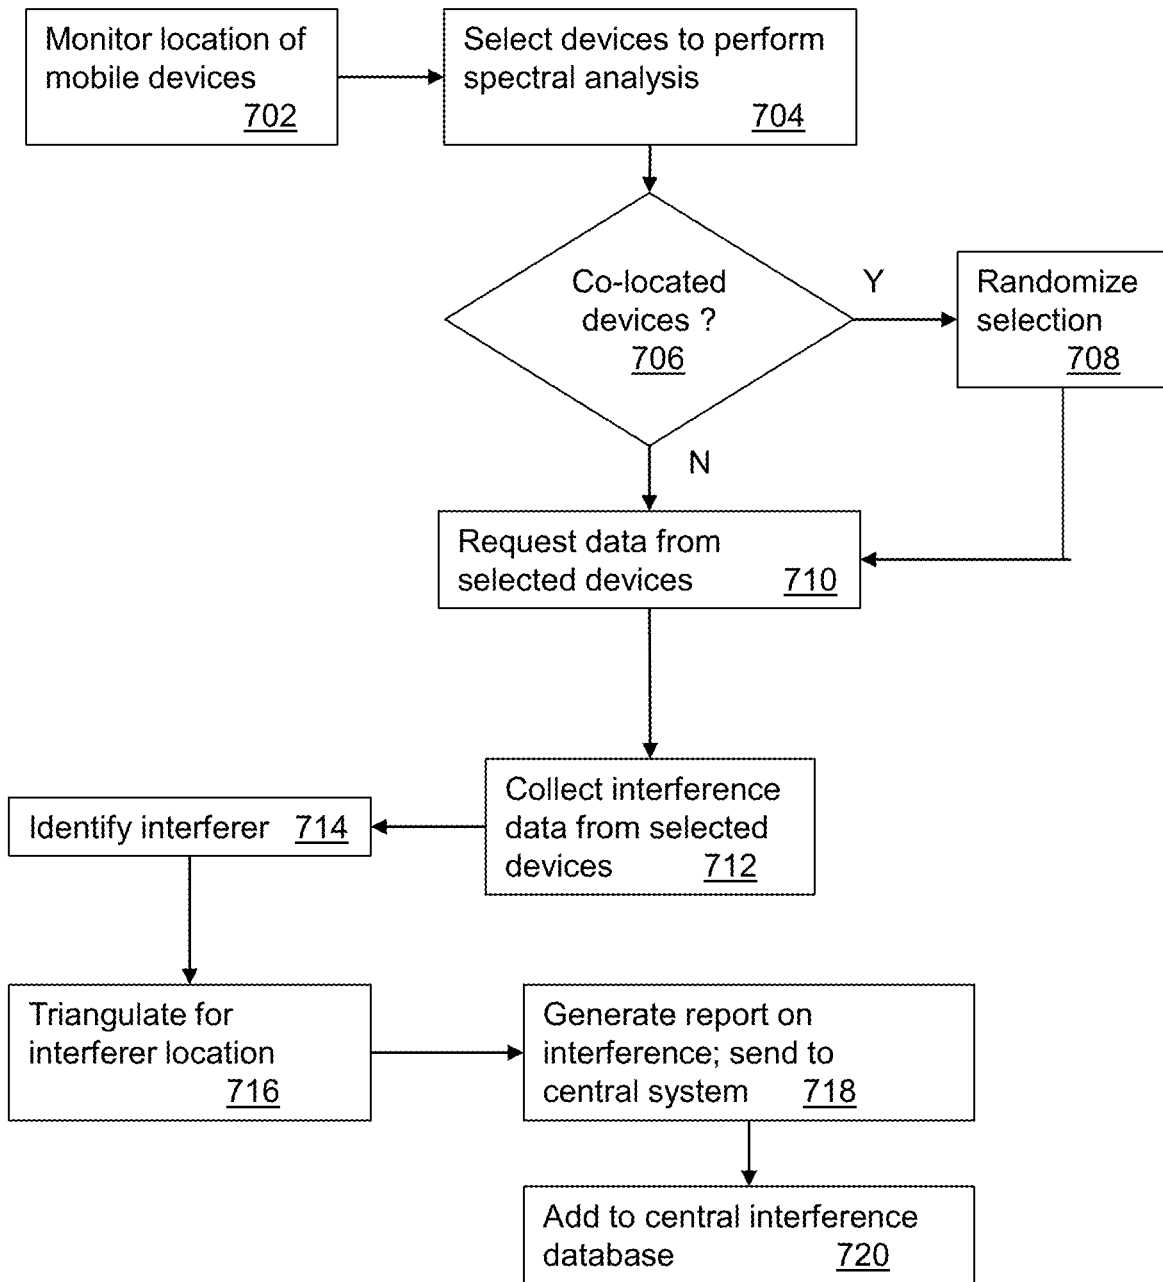 Monitor location of
mobile devices
702
Select devices to perform
spectral analysis
704
Co-located
devices ?
706
Y
Randomize
selection
708
N
Request data from
selected devices 710
Collect interference
data from selected
devices 712
Identify interferer 714
Triangulate for
interferer location
716
Generate report on
interference; send to
central system 718
Add to central interference
database 720